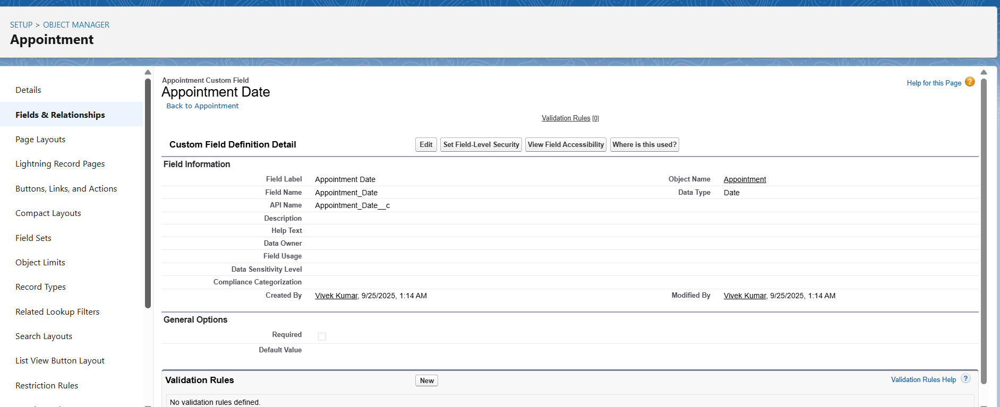 SETUP > OBJECT MANAGER
Appointment
Details
Fields & Relationships
Page Layouts
Lightning Record Pages
Buttons, Links, and Actions
Compact Layouts
Field Sets
Object Limits
Record Types
Related Lookup Filters
Search Layouts
List View Button Layout
Restriction Rules
Appointment Custom Field
Appointment Date
Back to Appointment
Help for this Page ?
Validation Rules [0]
Custom Field Definition Detail Edit Set Field-Level Security View Field Accessibility Where is this used?
Field Information
Field Label Appointment Date Object Name Appointment
Field Name Appointment_Date Data Type Date
API Name Appointment_Date__c
Description
Help Text
Data Owner
Field Usage
Data Sensitivity Level
Compliance Categorization
Created By Vivek Kumar, 9/25/2025, 1:14 AM Modified By Vivek Kumar, 9/25/2025, 1:14 AM
General Options
Required
Default Value
Validation Rules New Validation Rules Help ?
No validation rules defined.